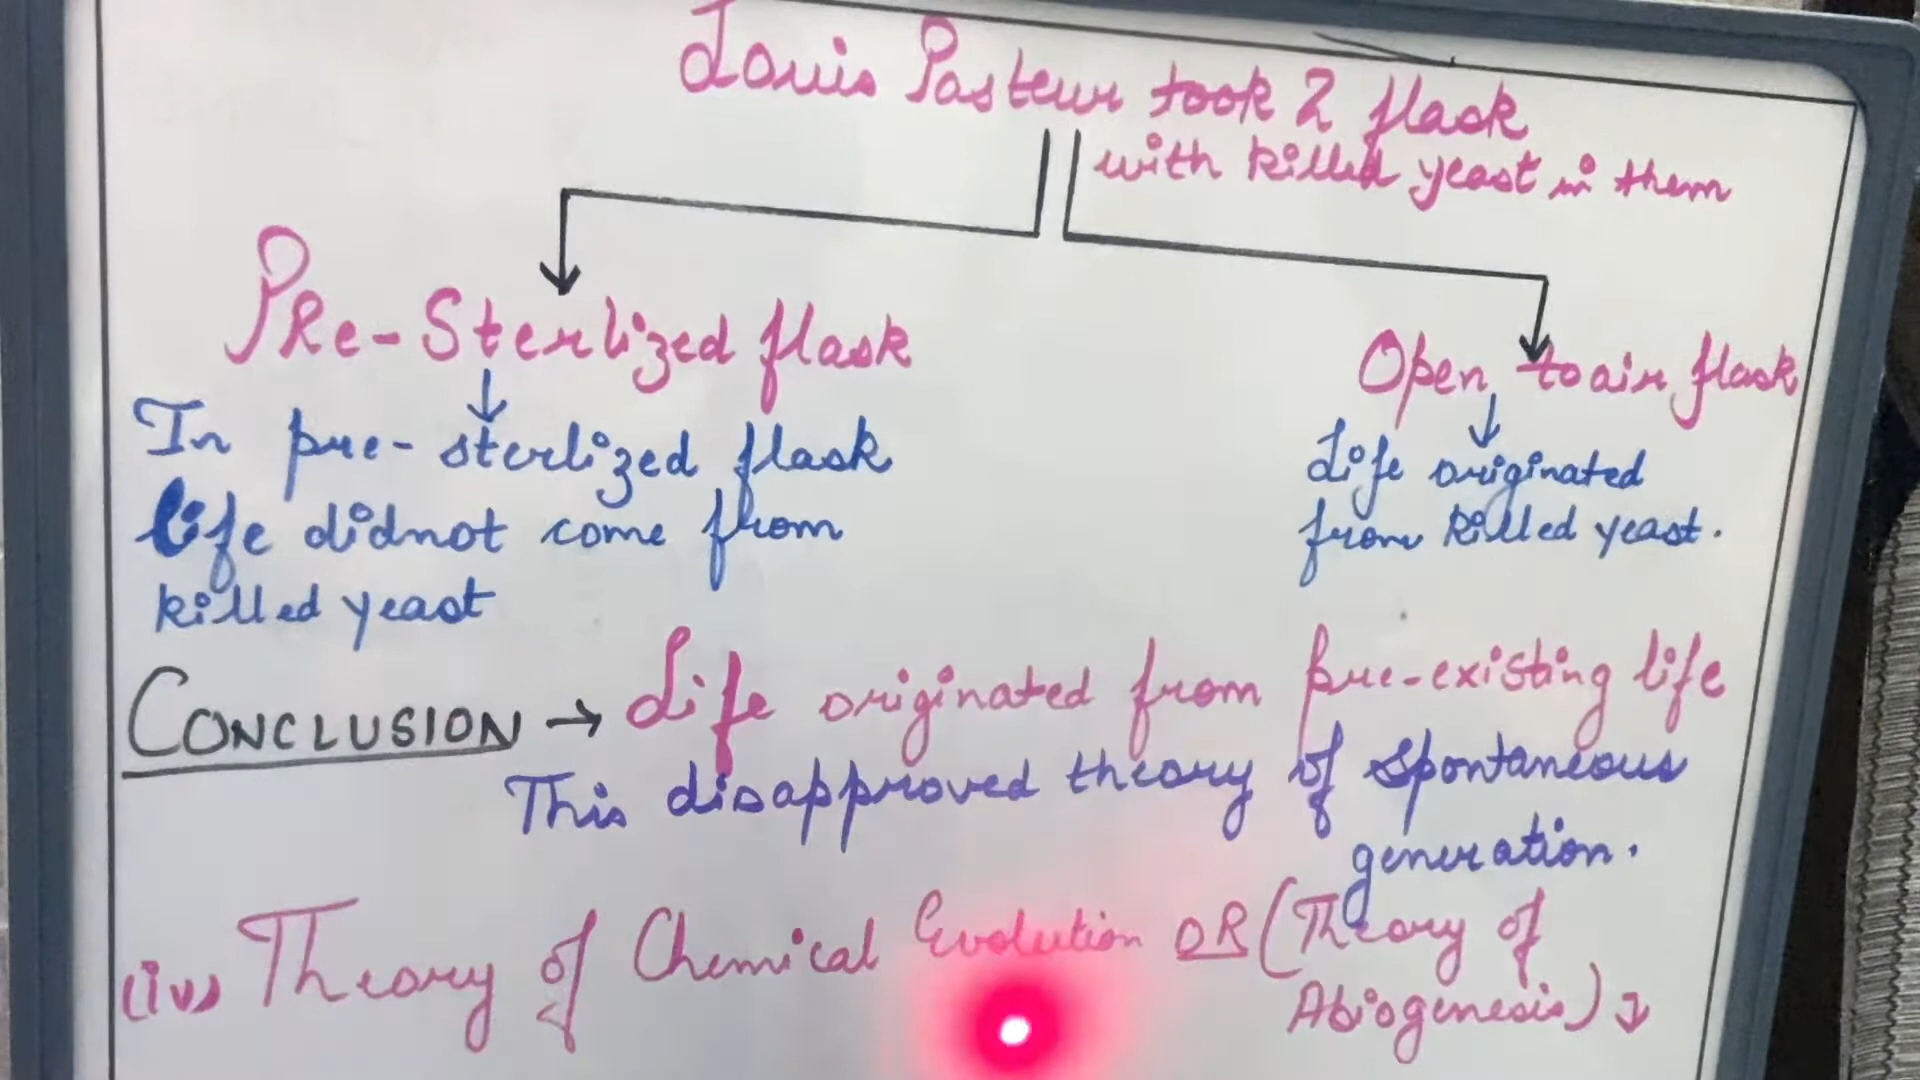 Louis Pasteur took 2 flask
with killed yeast in them
Pre-Sterlized flask
Open to air flask
In pre-sterlized flask
life didnot come from
killed yeast
Life originated
from killed yeast.
CONCLUSION → Life originated from pre-existing life
This disapproved theory of spontaneous
generation.
(iv) Theory of Chemical Evolution OR (Theory of
Abiogenesis)